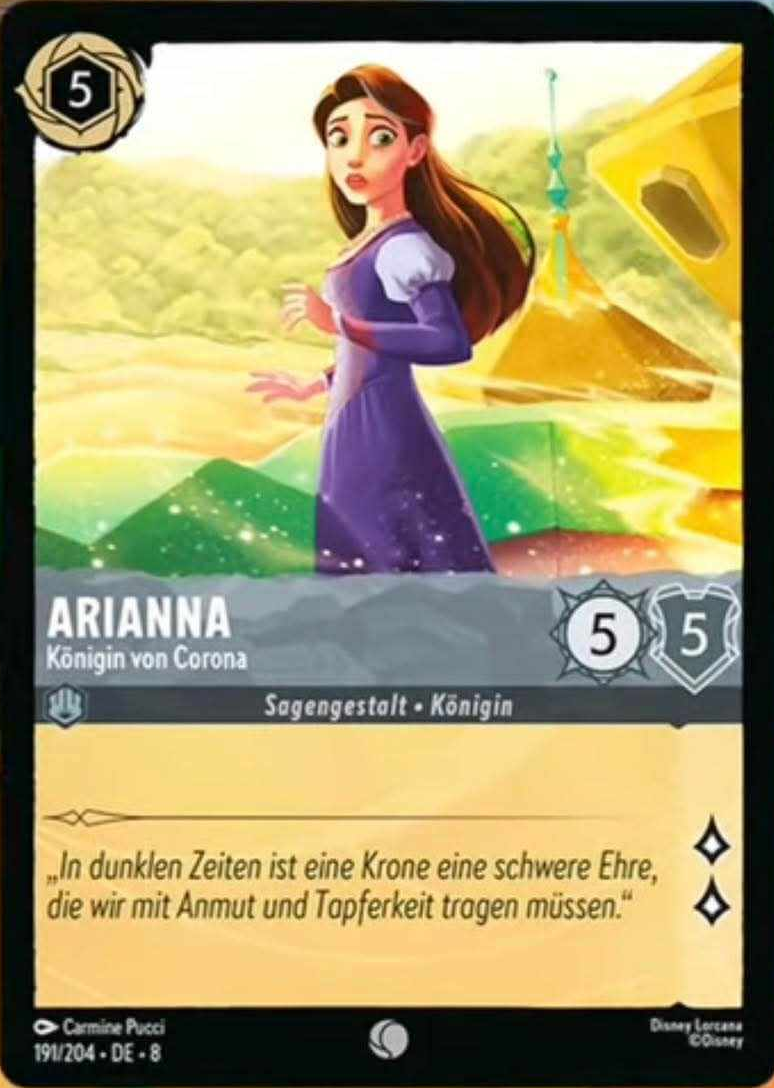 5
ARIANNA
Königin von Corona
5 5
Sagengestalt • Königin
„In dunklen Zeiten ist eine Krone eine schwere Ehre,
die wir mit Anmut und Tapferkeit tragen müssen.“
Carmine Pucci
191/204 • DE • 8
Disney Lorcana
©Disney